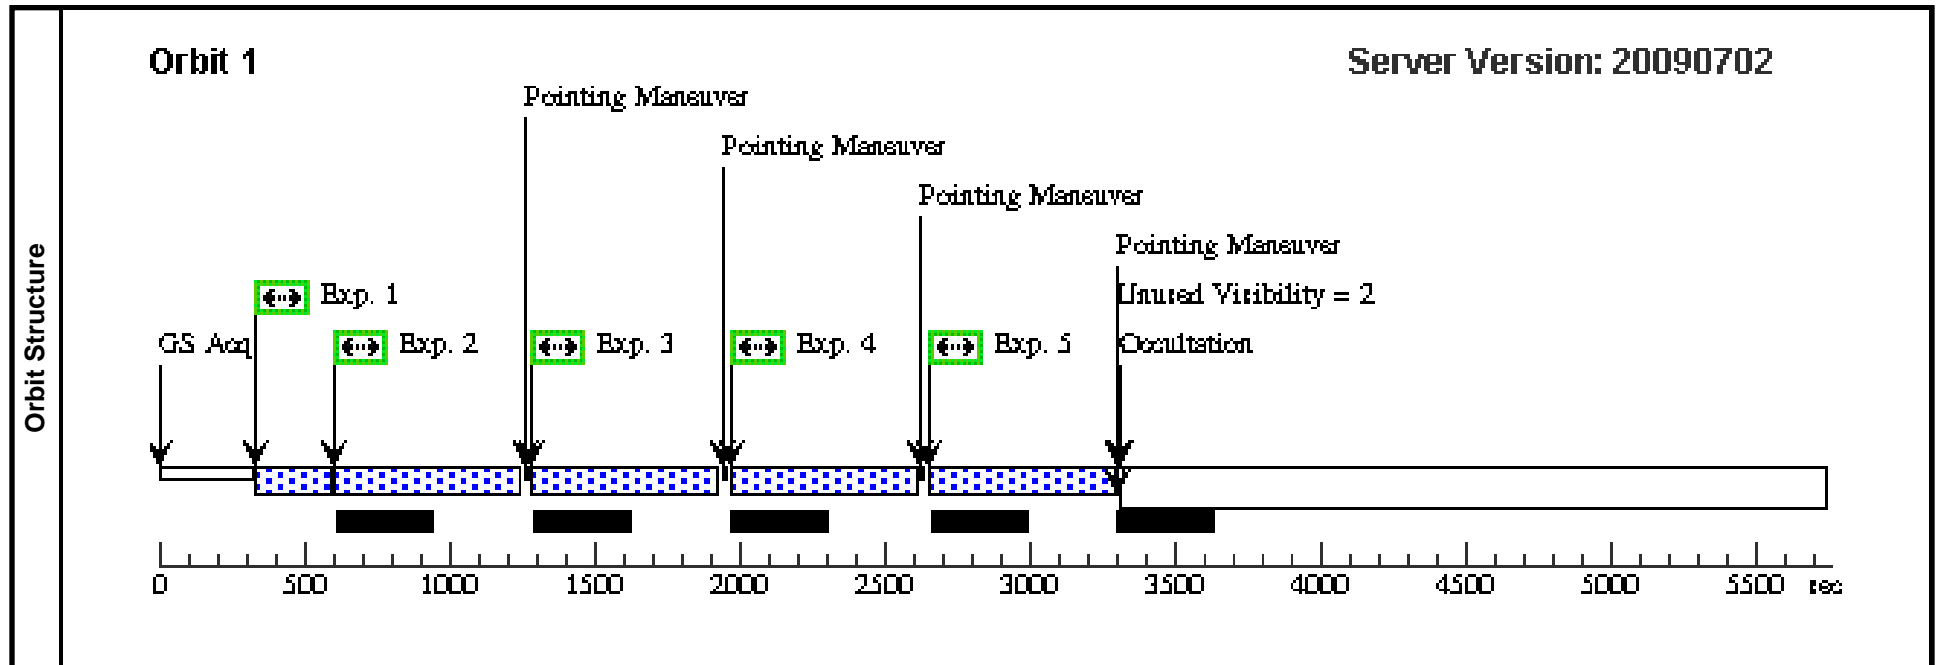 Orbit Structure
Orbit 1
Server Version: 20090702
Pointing Maneuver
Pointing Maneuver
Pointing Maneuver
Pointing Maneuver
Exp. 1
Unused Visibility = 2
GS Acq
Exp. 2
Exp. 3
Exp. 4
Exp. 5
Occultation
0 500 1000 1500 2000 2500 3000 3500 4000 4500 5000 5500 sec